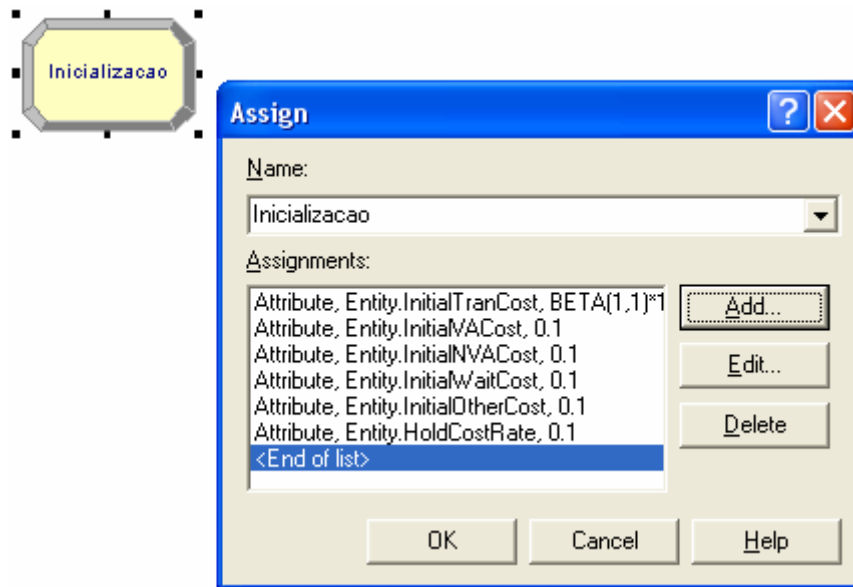 Inicializacao
Assign
Name:
Inicializacao
Assignments:
Attribute, Entity.InitialTranCost, BETA(1,1)*1
Attribute, Entity.InitialVACost, 0.1
Attribute, Entity.InitialNVACost, 0.1
Attribute, Entity.InitialWaitCost, 0.1
Attribute, Entity.InitialOtherCost, 0.1
Attribute, Entity.HoldCostRate, 0.1
<End of list>
Add...
Edit...
Delete
OK
Cancel
Help